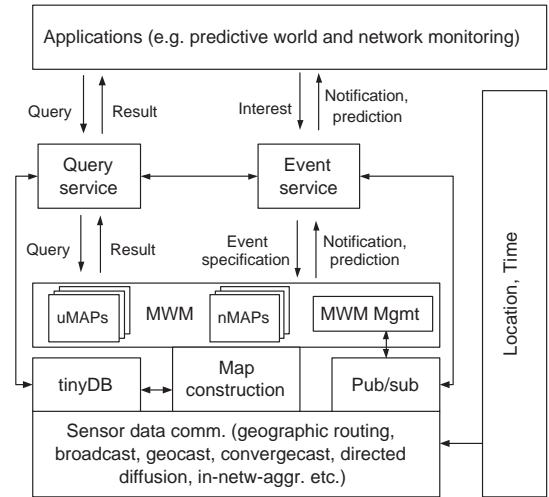 Applications (e.g. predictive world and network monitoring)
Query
Result
Interest
Notification,
prediction
Query
service
Event
service
Query
Result
Event
specification
Notification,
prediction
uMAPs
MWM
nMAPs
MWM Mgmt
tinyDB
Map
construction
Pub/sub
Sensor data comm. (geographic routing,
broadcast, geocast, convergecast, directed
diffusion, in-netw-aggr. etc.)
Location, Time